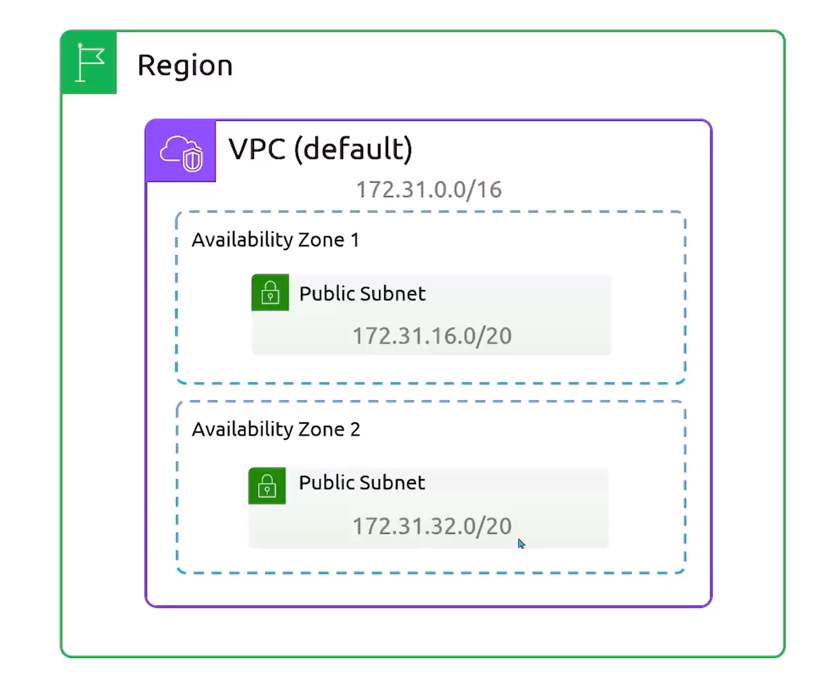 Region
VPC (default)
172.31.0.0/16
Availability Zone 1
Public Subnet
172.31.16.0/20
Availability Zone 2
Public Subnet
172.31.32.0/20